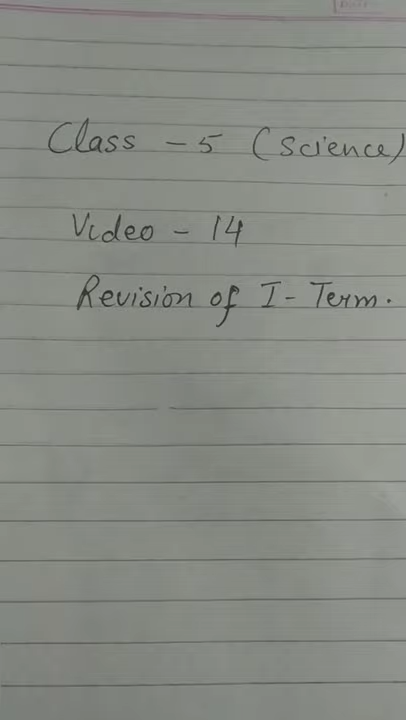 Class - 5 (Science)
Video - 14
Revision of I - Term.